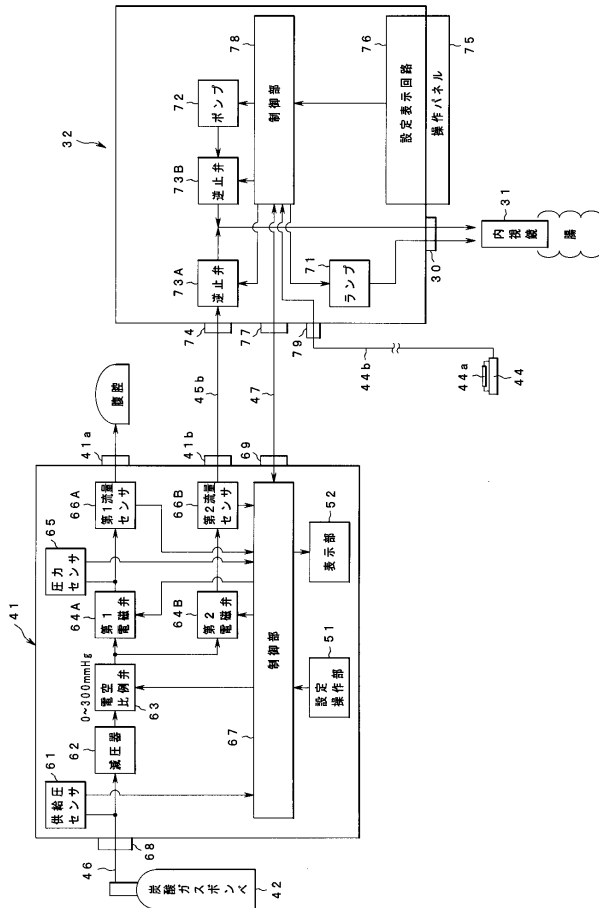 41
46
68
42
炭酸ガスボンベ
61
供給圧
センサ
62
減圧器
0~300mmHg
電空
比例弁
63
64A
第1
電磁弁
64B
第2
電磁弁
65
圧力
センサ
66A
第1流量
センサ
66B
第2流量
センサ
67
制御部
51
設定
操作部
52
表示部
41a
腹腔
41b
45b
69
47
32
74
77
79
73A
逆止弁
73B
逆止弁
72
ポンプ
78
制御部
76
設定表示回路
75
操作パネル
71
ランプ
30
31
内視鏡
腸
44b
44a
44